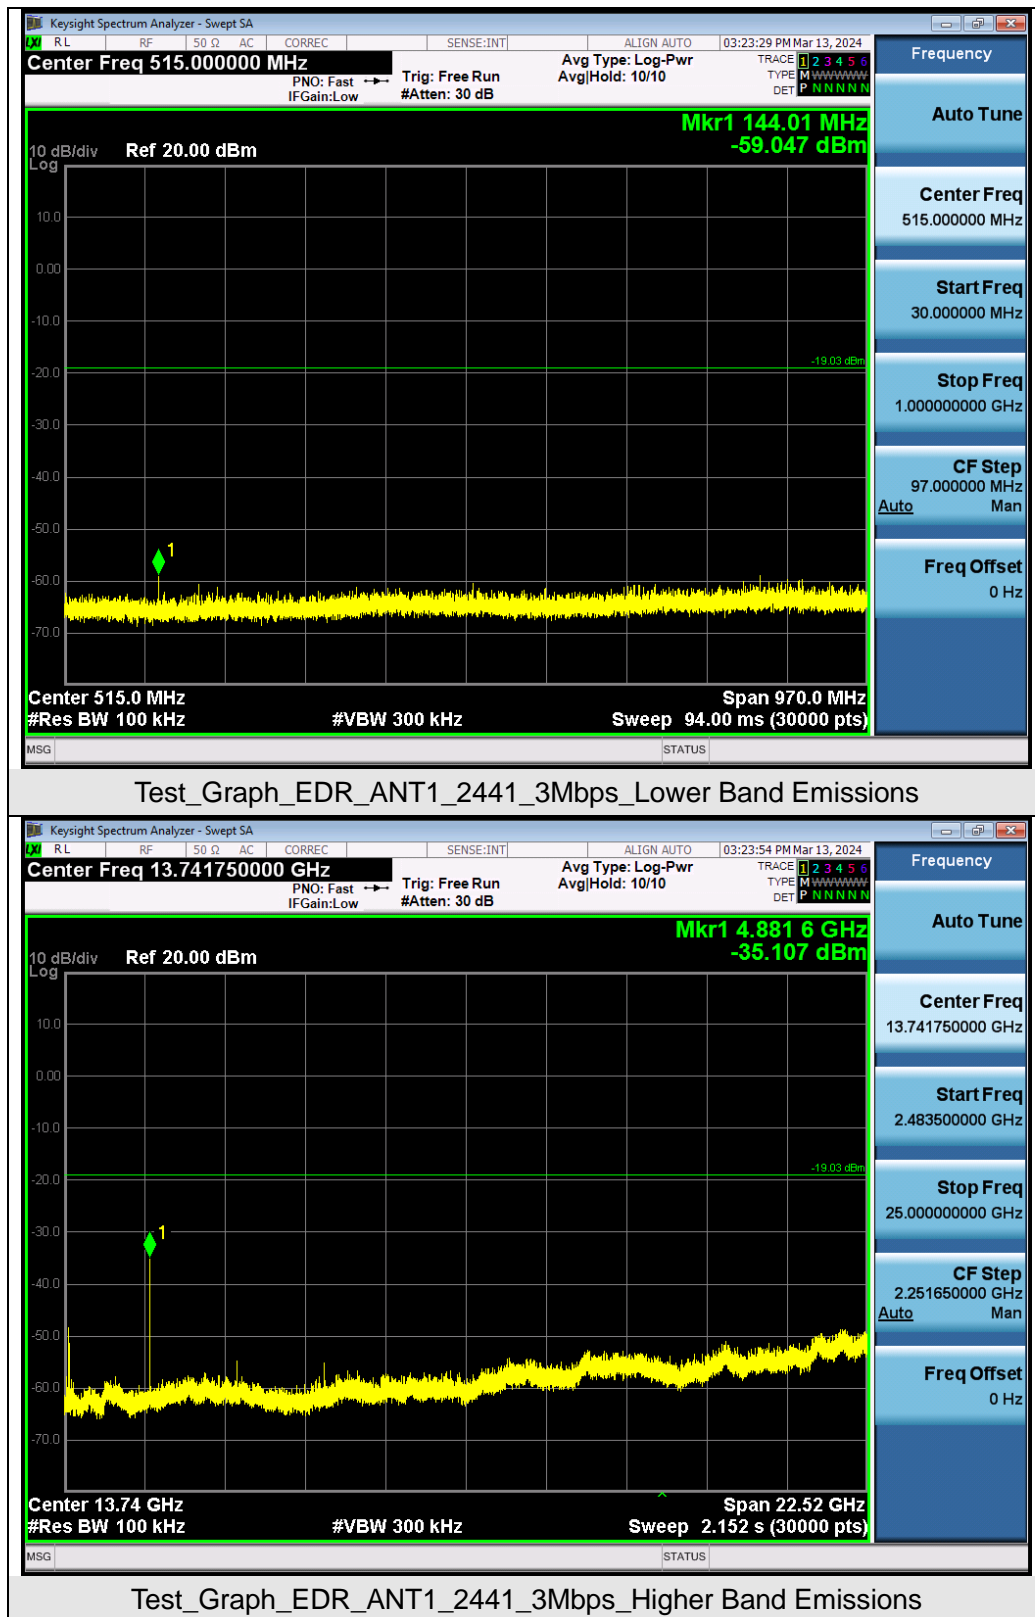 Keysight Spectrum Analyzer - Swept SA
LXI RL RF 50 Ω AC CORREC SENSE:INT ALIGN AUTO 03:23:29 PM Mar 13, 2024
Center Freq 515.000000 MHz
PNO: Fast
IFGain:Low
Trig: Free Run
#Atten: 30 dB
Avg Type: Log-Pwr
Avg|Hold: 10/10
TRACE 1 2 3 4 5 6
TYPE M WWWWW
DET P N N N N N
Mkr1 144.01 MHz
-59.047 dBm
10 dB/div Ref 20.00 dBm
Log
10.0
0.00
-10.0
-19.03 dBm
-20.0
-30.0
-40.0
-50.0
1
-60.0
-70.0
Center 515.0 MHz Span 970.0 MHz
#Res BW 100 kHz #VBW 300 kHz Sweep 94.00 ms (30000 pts)
MSG STATUS
Frequency
Auto Tune
Center Freq
515.000000 MHz
Start Freq
30.000000 MHz
Stop Freq
1.000000000 GHz
CF Step
97.000000 MHz
Auto Man
Freq Offset
0 Hz
Test_Graph_EDR_ANT1_2441_3Mbps_Lower Band Emissions
Keysight Spectrum Analyzer - Swept SA
LXI RL RF 50 Ω AC CORREC SENSE:INT ALIGN AUTO 03:23:54 PM Mar 13, 2024
Center Freq 13.741750000 GHz
PNO: Fast
IFGain:Low
Trig: Free Run
#Atten: 30 dB
Avg Type: Log-Pwr
Avg|Hold: 10/10
TRACE 1 2 3 4 5 6
TYPE M WWWWW
DET P N N N N N
Mkr1 4.881 6 GHz
-35.107 dBm
10 dB/div Ref 20.00 dBm
Log
10.0
0.00
-10.0
-19.03 dBm
-20.0
-30.0
1
-40.0
-50.0
-60.0
-70.0
Center 13.74 GHz Span 22.52 GHz
#Res BW 100 kHz #VBW 300 kHz Sweep 2.152 s (30000 pts)
MSG STATUS
Frequency
Auto Tune
Center Freq
13.741750000 GHz
Start Freq
2.483500000 GHz
Stop Freq
25.000000000 GHz
CF Step
2.251650000 GHz
Auto Man
Freq Offset
0 Hz
Test_Graph_EDR_ANT1_2441_3Mbps_Higher Band Emissions